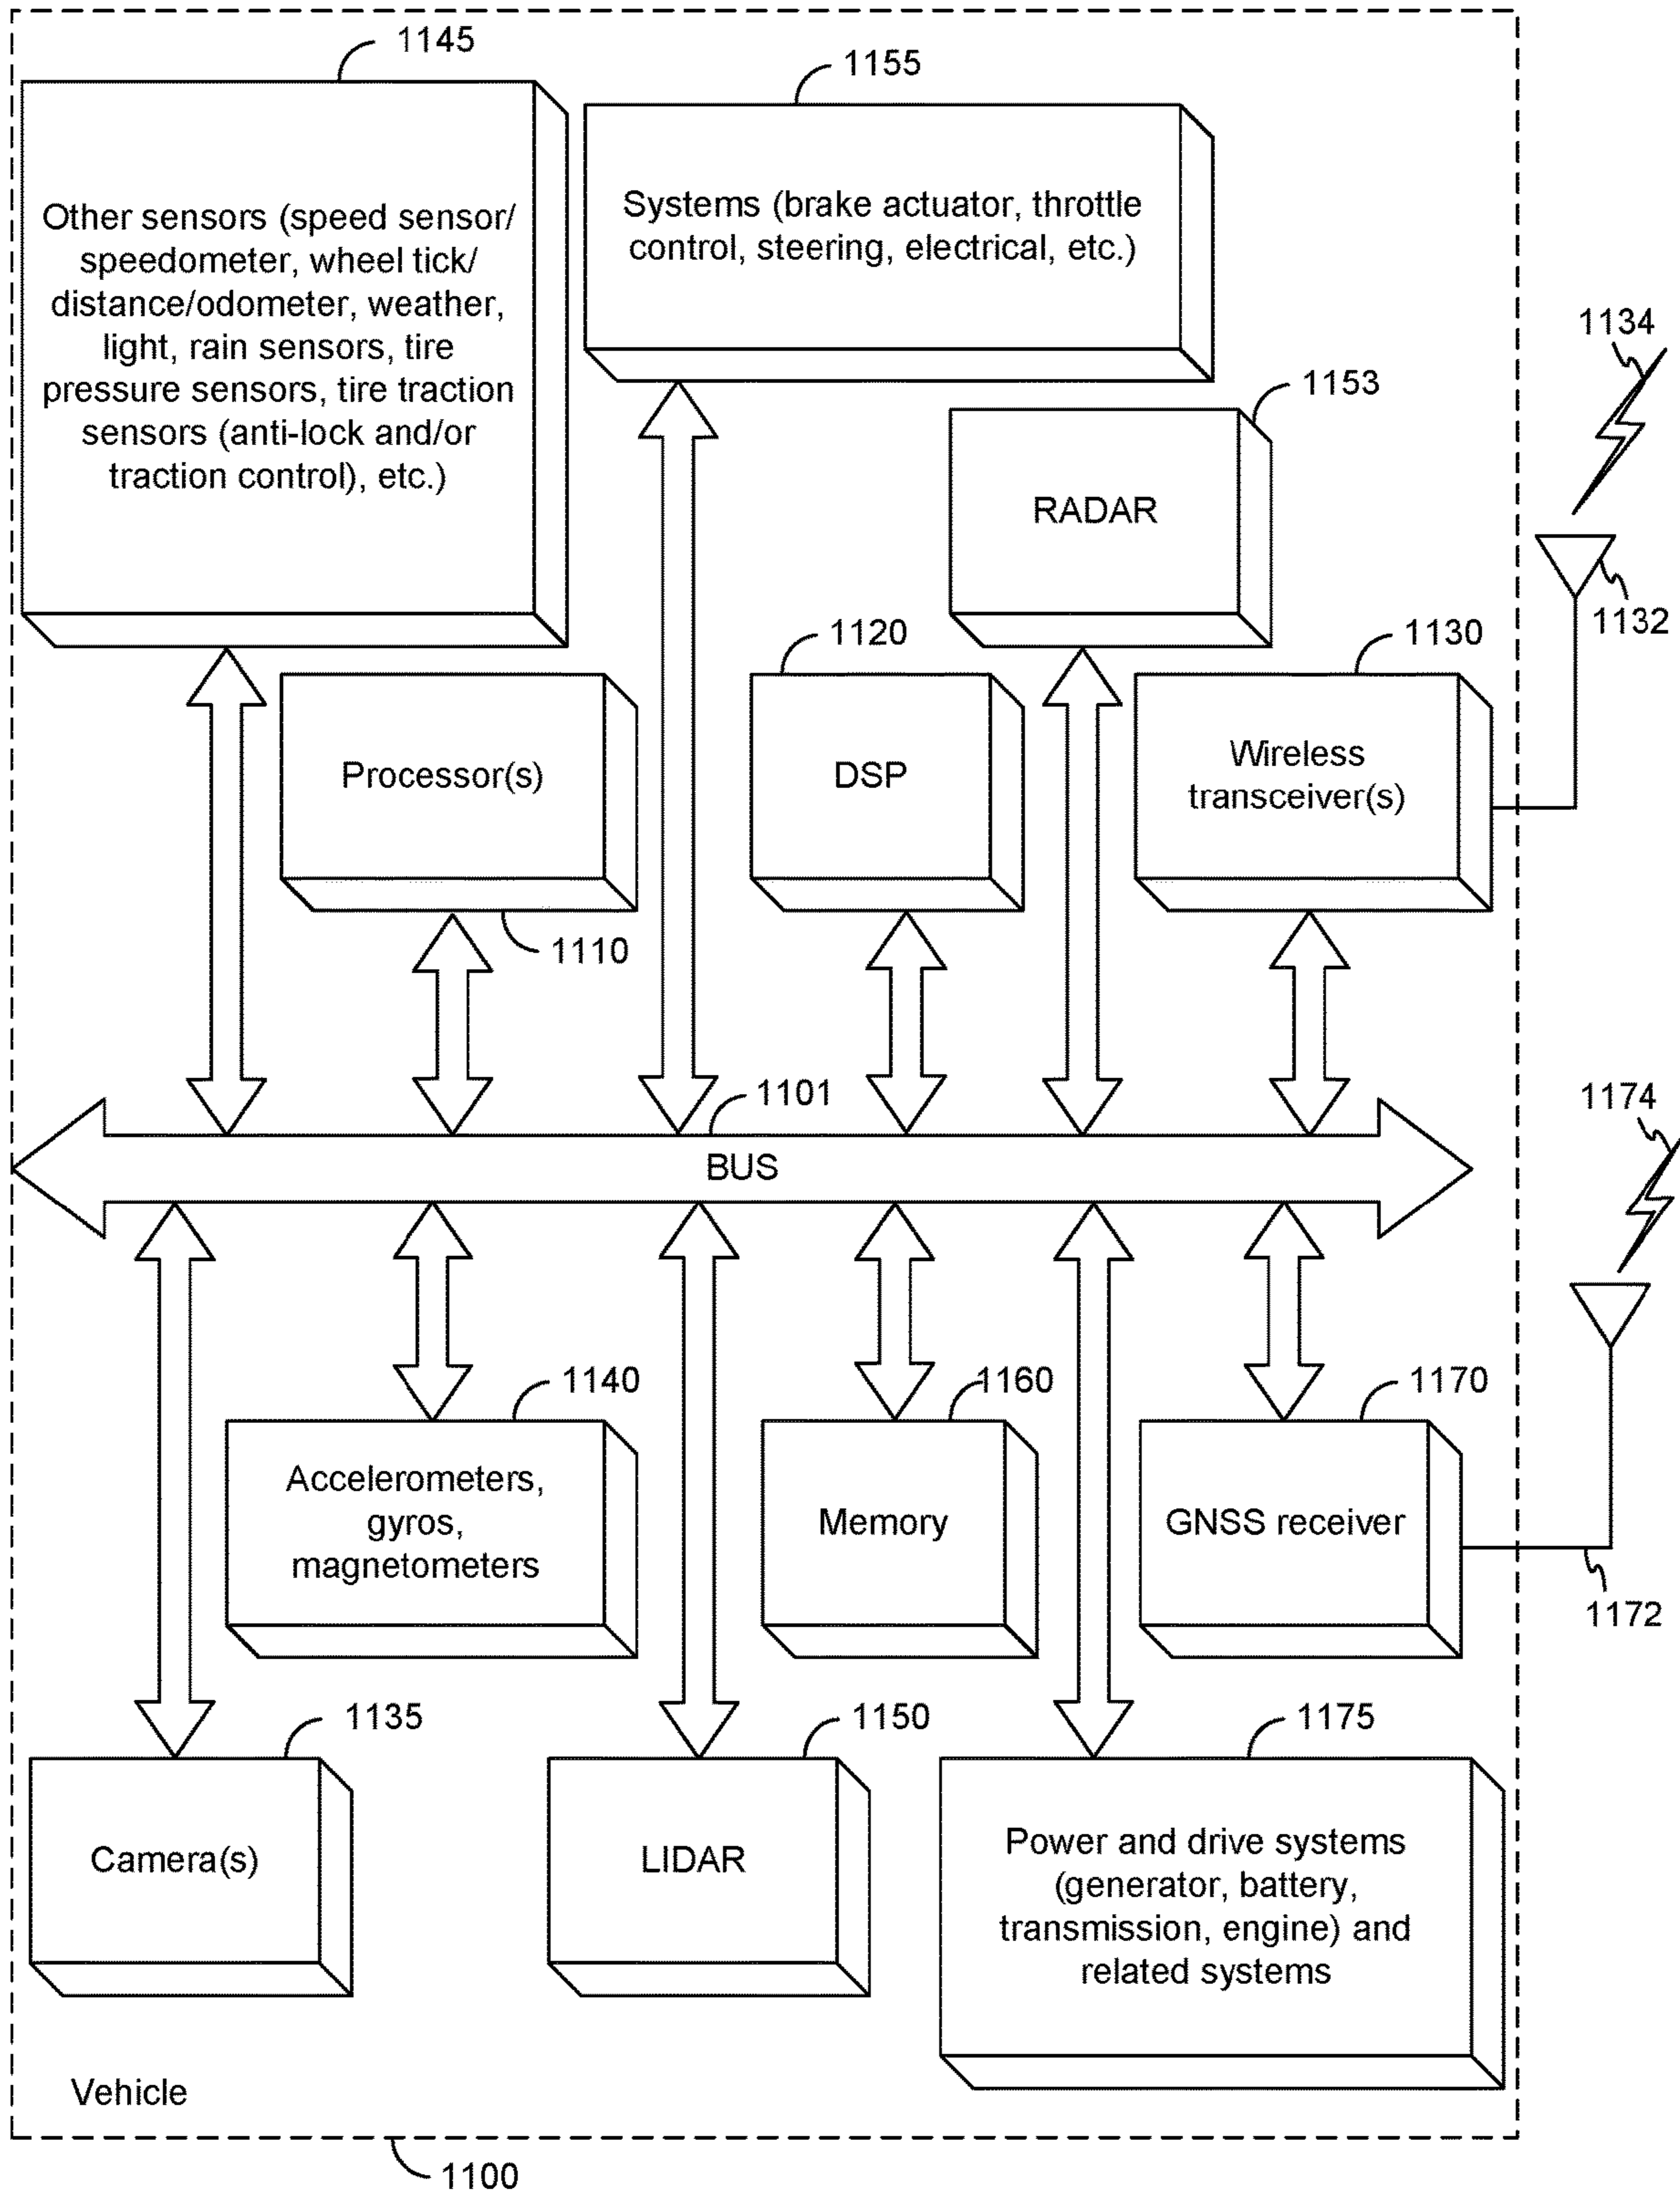 1145
1155
Other sensors (speed sensor/
speedometer, wheel tick/
distance/odometer, weather,
light, rain sensors, tire
pressure sensors, tire traction
sensors (anti-lock and/or
traction control), etc.)
Systems (brake actuator, throttle
control, steering, electrical, etc.)
1134
1153
RADAR
1132
1120
1130
Processor(s)
DSP
Wireless
transceiver(s)
1110
1101
1174
BUS
1140
1160
1170
Accelerometers,
gyros,
magnetometers
Memory
GNSS receiver
1172
1135
1150
1175
Camera(s)
LIDAR
Power and drive systems
(generator, battery,
transmission, engine) and
related systems
Vehicle
1100